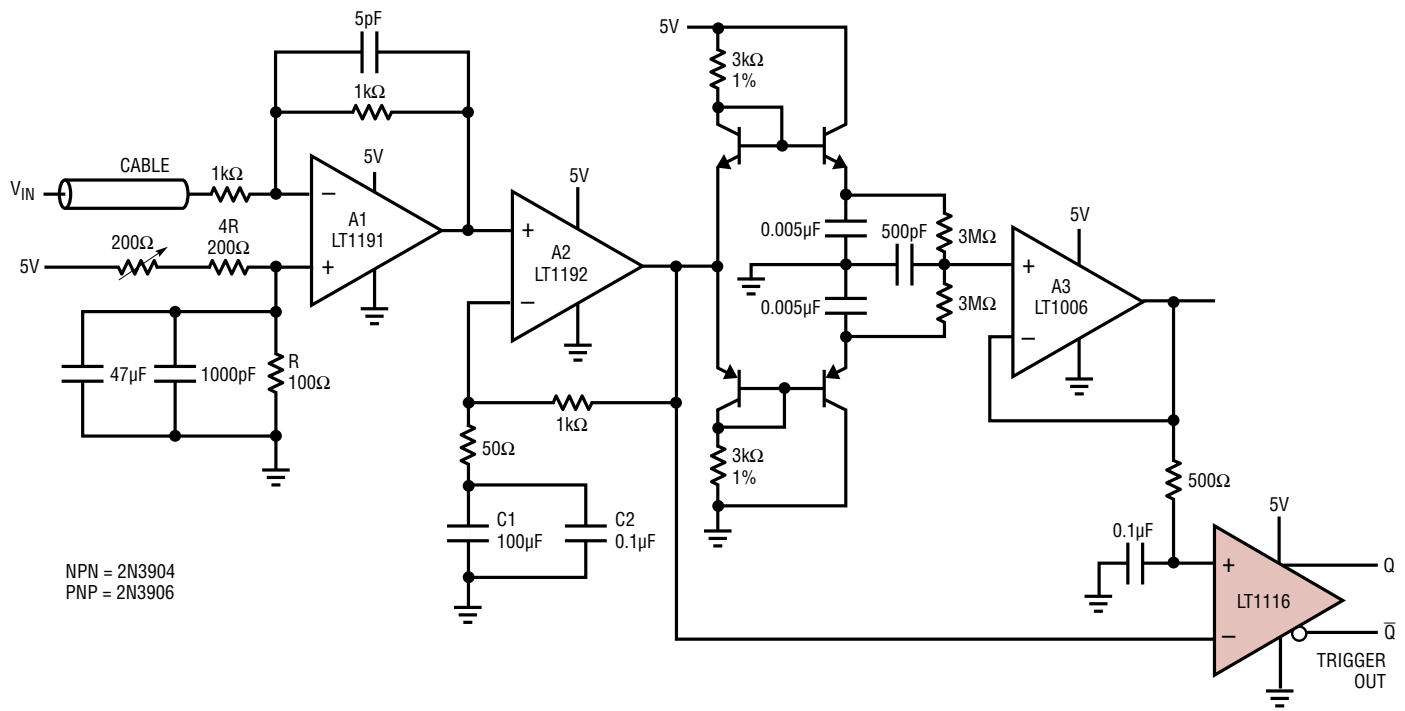 5pF
1kΩ
5V
CABLE
1kΩ
VIN
5V
A1
LT1191
−
+
200Ω
4R
200Ω
5V
47µF
1000pF
R
100Ω
5V
A2
LT1192
+
−
1kΩ
50Ω
C1
100µF
C2
0.1µF
5V
3kΩ
1%
0.005µF
500pF
3MΩ
0.005µF
3MΩ
3kΩ
1%
5V
A3
LT1006
+
−
500Ω
0.1µF
5V
LT1116
+
−
Q
Q̅
TRIGGER
OUT
NPN = 2N3904
PNP = 2N3906